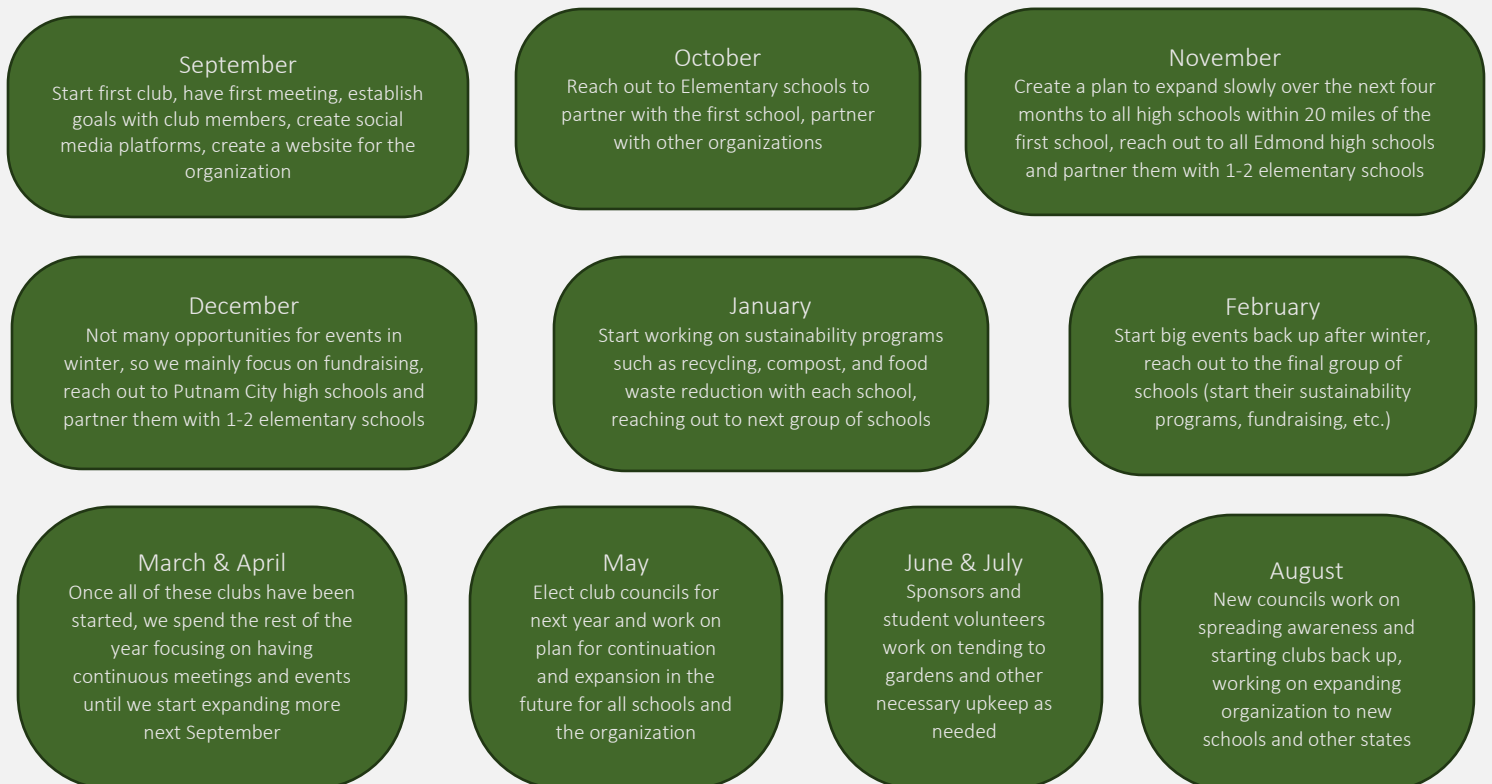 September
Start first club, have first meeting, establish
goals with club members, create social
media platforms, create a website for the
organization
October
Reach out to Elementary schools to
partner with the first school, partner
with other organizations
November
Create a plan to expand slowly over the next four
months to all high schools within 20 miles of the
first school, reach out to all Edmond high schools
and partner them with 1-2 elementary schools
December
Not many opportunities for events in
winter, so we mainly focus on fundraising,
reach out to Putnam City high schools and
partner them with 1-2 elementary schools
January
Start working on sustainability programs
such as recycling, compost, and food
waste reduction with each school,
reaching out to next group of schools
February
Start big events back up after winter,
reach out to the final group of
schools (start their sustainability
programs, fundraising, etc.)
March & April
Once all of these clubs have been
started, we spend the rest of the
year focusing on having
continuous meetings and events
until we start expanding more
next September
May
Elect club councils for
next year and work on
plan for continuation
and expansion in the
future for all schools and
the organization
June & July
Sponsors and
student volunteers
work on tending to
gardens and other
necessary upkeep as
needed
August
New councils work on
spreading awareness and
starting clubs back up,
working on expanding
organization to new
schools and other states